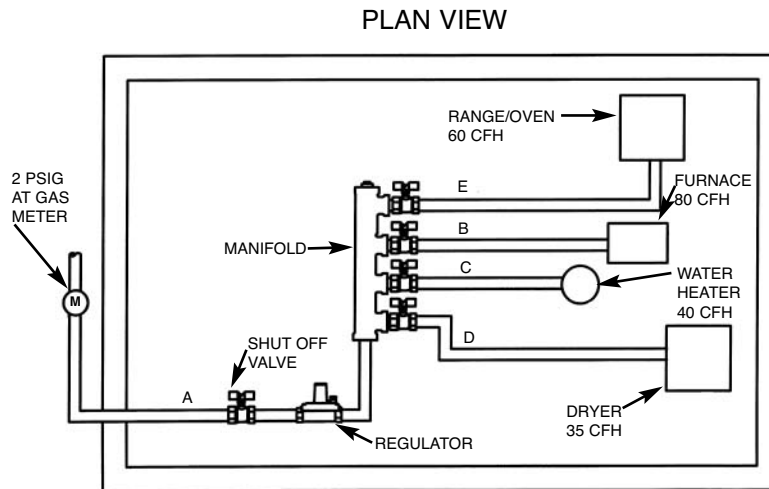 PLAN VIEW
RANGE/OVEN
60 CFH
2 PSIG
AT GAS
METER
E
FURNACE
80 CFH
B
MANIFOLD
C
WATER
HEATER
40 CFH
M
SHUT OFF
VALVE
D
A
DRYER
35 CFH
REGULATOR